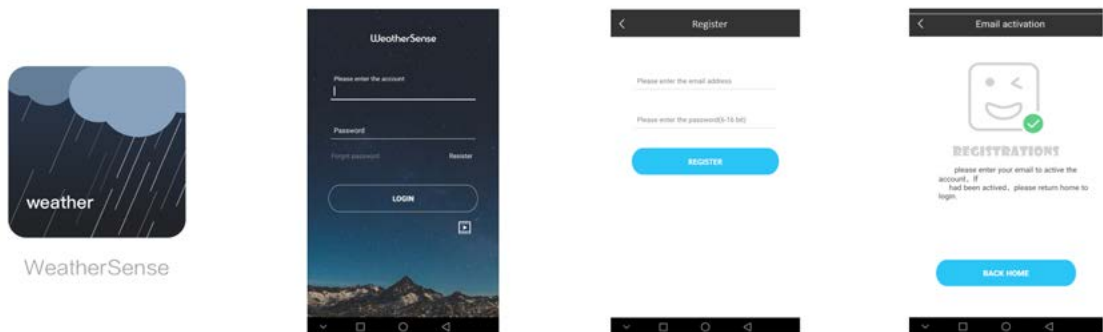 weather
WeatherSense
WeatherSense
Please enter the account
Password
Forgot password Resister
LOGIN
Register
Please enter the email address
Please enter the password(6-16 bit)
REGISTER
Email activation
REGISTRATIONS
please enter your email to active the
account, If
had been actived, please return home to
login.
BACK HOME